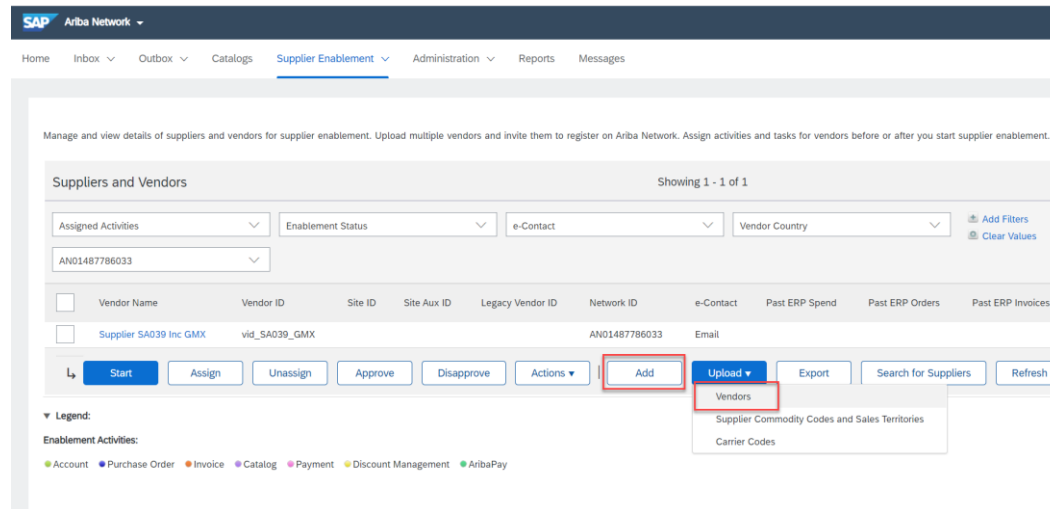 SAP Ariba Network
Home Inbox Outbox Catalogs Supplier Enablement Administration Reports Messages
Manage and view details of suppliers and vendors for supplier enablement. Upload multiple vendors and invite them to register on Ariba Network. Assign activities and tasks for vendors before or after you start supplier enablement.
Suppliers and Vendors Showing 1 - 1 of 1
Assigned Activities Enablement Status e-Contact Vendor Country Add Filters
Clear Values
AN01487786033
Vendor Name Vendor ID Site ID Site Aux ID Legacy Vendor ID Network ID e-Contact Past ERP Spend Past ERP Orders Past ERP Invoices
Supplier SA039 Inc GMX vid_SA039_GMX AN01487786033 Email
Start Assign Unassign Approve Disapprove Actions Add Upload Export Search for Suppliers Refresh
Vendors
Supplier Commodity Codes and Sales Territories
Carrier Codes
Legend:
Enablement Activities:
Account Purchase Order Invoice Catalog Payment Discount Management AribaPay